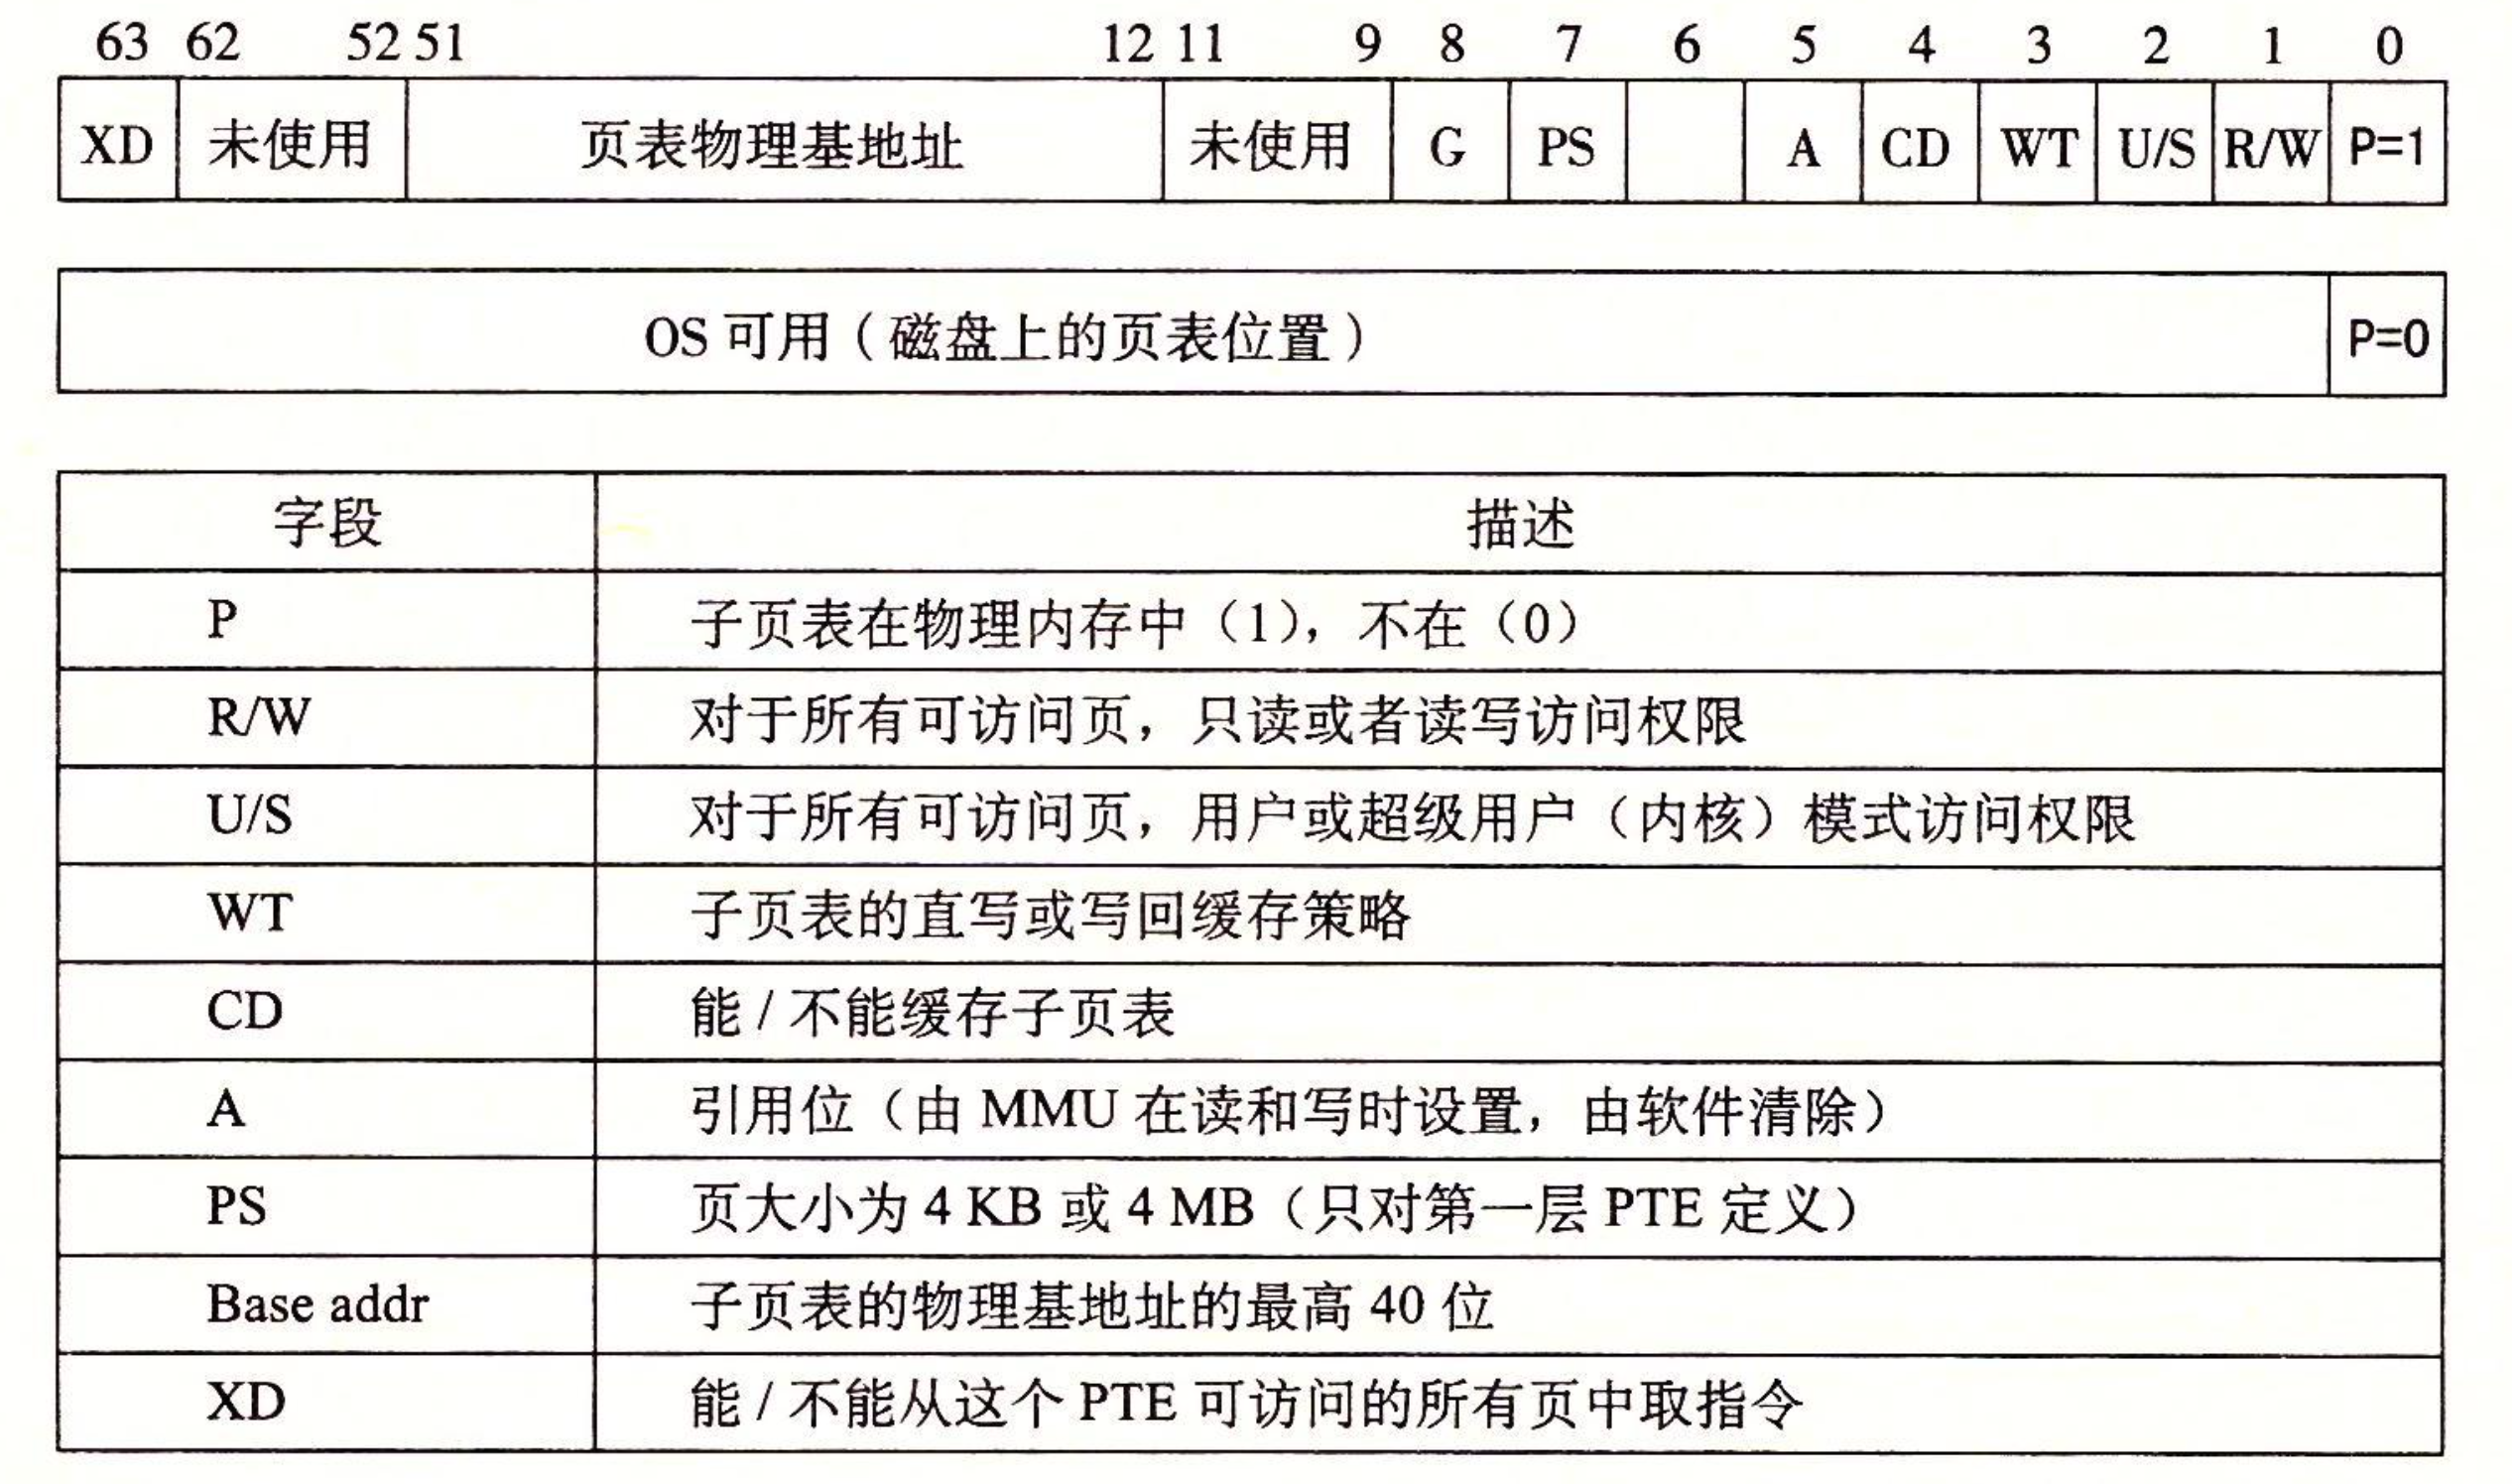 63 62 52 51 12 11 9 8 7 6 5 4 3 2 1 0
XD 未使用 页表物理基地址 未使用 G PS A CD WT U/S R/W P=1
OS 可用（磁盘上的页表位置） P=0
字段 描述
P 子页表在物理内存中（1），不在（0）
R/W 对于所有可访问页，只读或者读写访问权限
U/S 对于所有可访问页，用户或超级用户（内核）模式访问权限
WT 子页表的直写或写回缓存策略
CD 能 / 不能缓存子页表
A 引用位（由 MMU 在读和写时设置，由软件清除）
PS 页大小为 4 KB 或 4 MB（只对第一层 PTE 定义）
Base addr 子页表的物理基地址的最高 40 位
XD 能 / 不能从这个 PTE 可访问的所有页中取指令